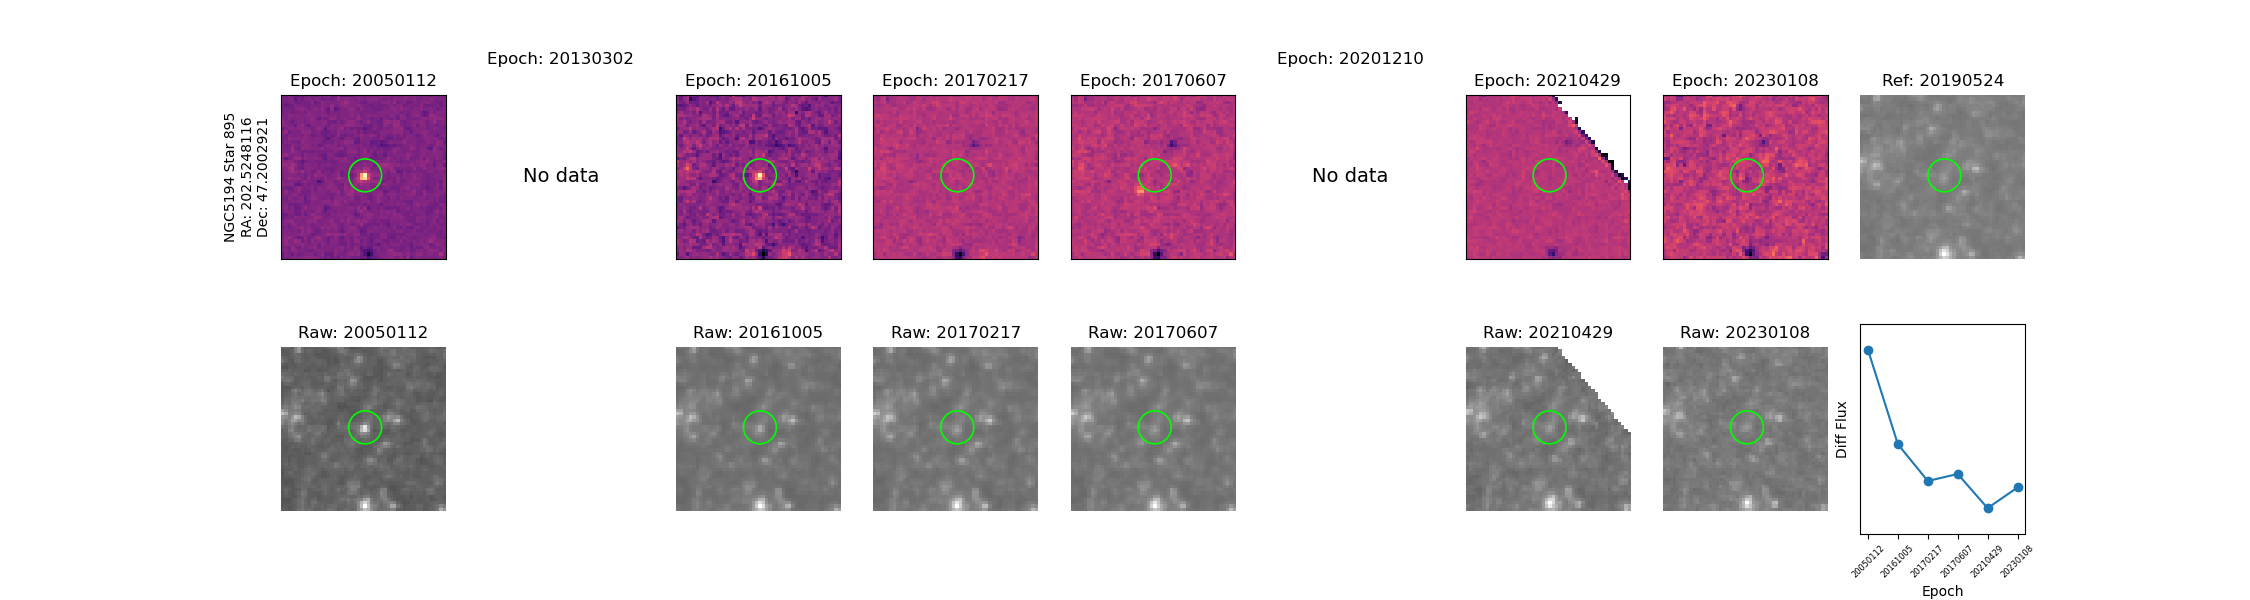 Epoch: 20130302
Epoch: 20201210
Epoch: 20050112
Epoch: 20161005
Epoch: 20170217
Epoch: 20170607
Epoch: 20210429
Epoch: 20230108
Ref: 20190524
NGC5194 Star 895
RA: 202.5248116
Dec: 47.2002921
No data
No data
Raw: 20050112
Raw: 20161005
Raw: 20170217
Raw: 20170607
Raw: 20210429
Raw: 20230108
Diff Flux
20050112
20161005
20170217
20170607
20210429
20230108
Epoch